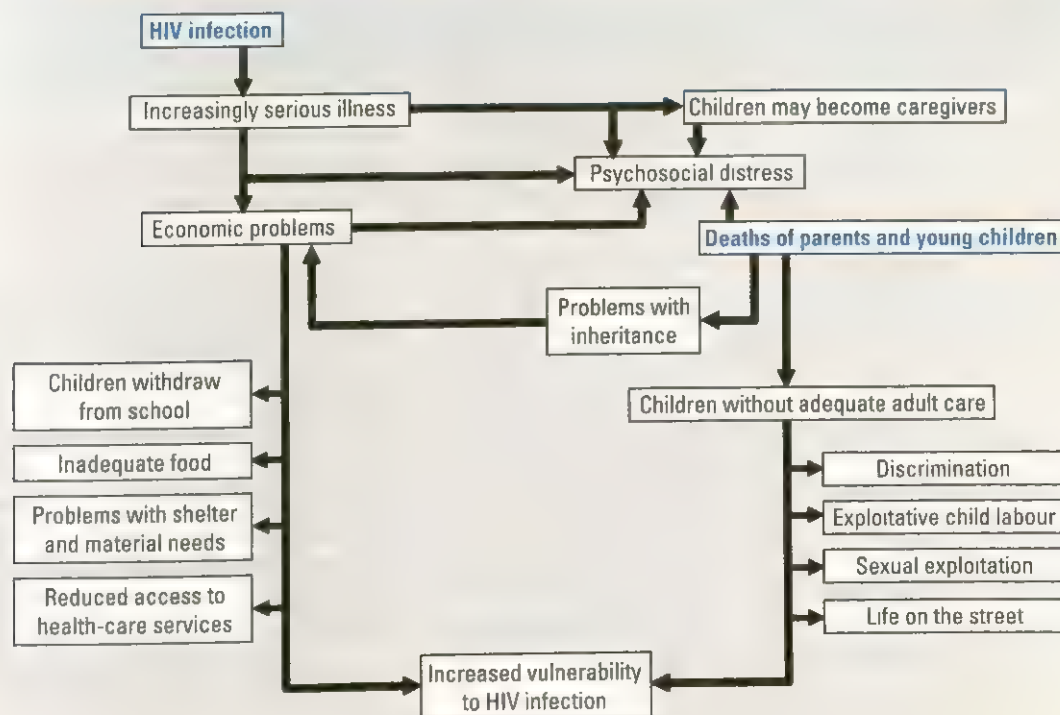 HIV infection
Increasingly serious illness
Children may become caregivers
Psychosocial distress
Economic problems
Deaths of parents and young children
Problems with
inheritance
Children withdraw
from school
Children without adequate adult care
Inadequate food
Discrimination
Problems with shelter
and material needs
Exploitative child labour
Sexual exploitation
Reduced access to
health-care services
Life on the street
Increased vulnerability
to HIV infection